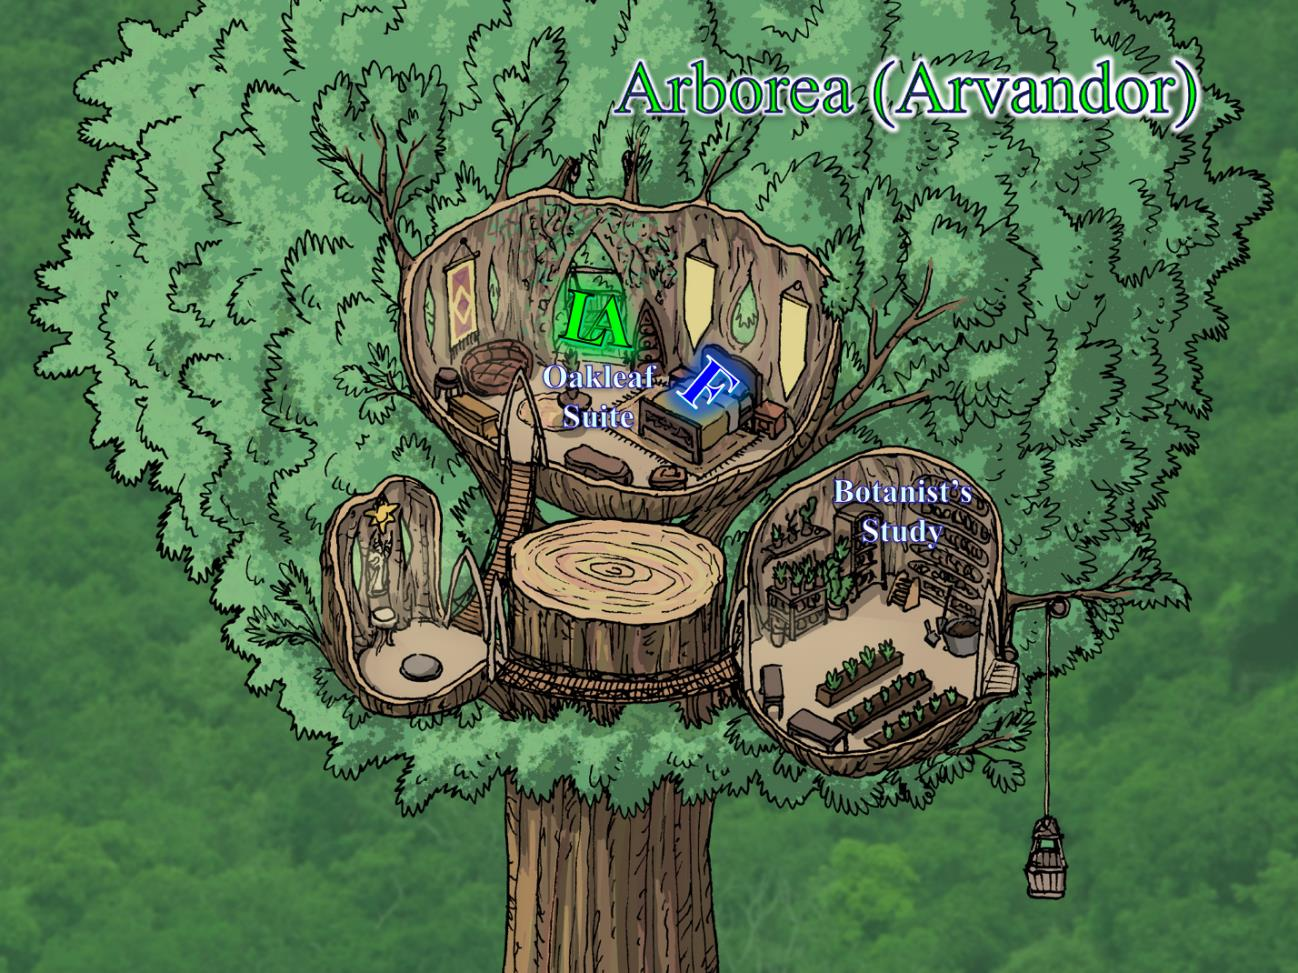 Arborea (Arvandor)
LA
F
Oakleaf
Suite
Botanist's
Study